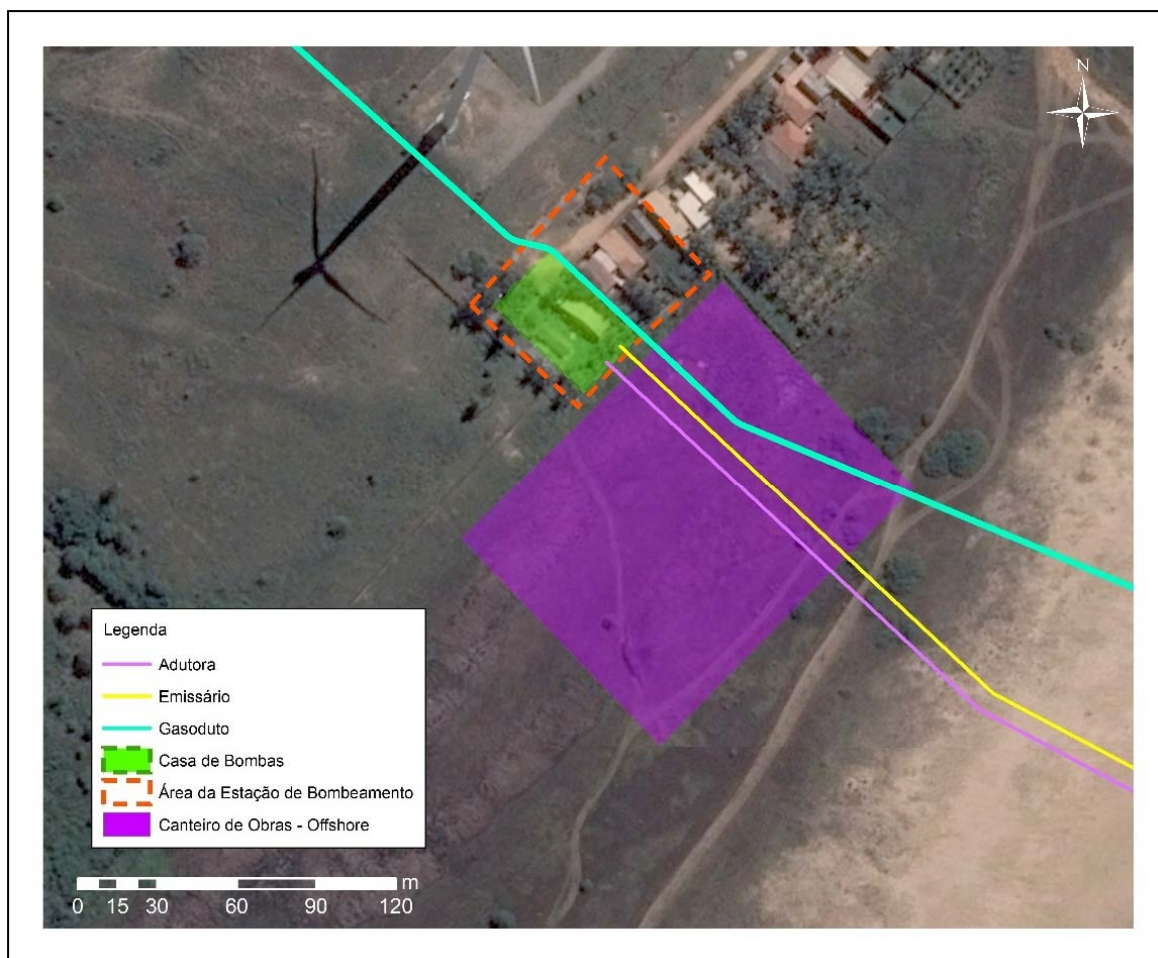 N
Legenda
Adutora
Emissário
Gasoduto
Casa de Bombas
Área da Estação de Bombeamento
Canteiro de Obras - Offshore
m
0 15 30 60 90 120